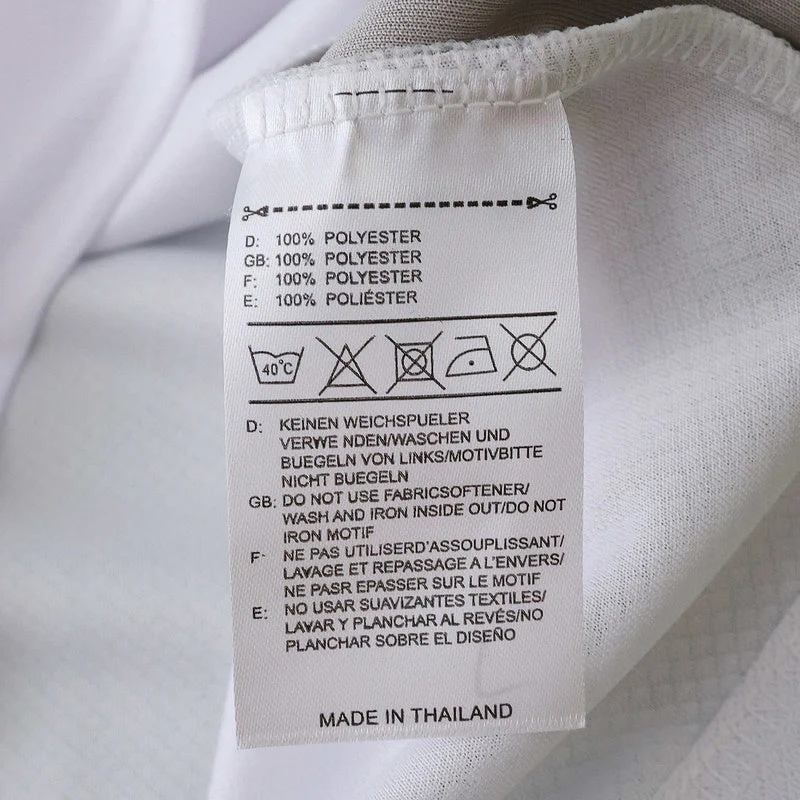 D: 100% POLYESTER
GB: 100% POLYESTER
F: 100% POLYESTER
E: 100% POLIÉSTER
40°C
D: KEINEN WEICHSPUELER
VERWE NDEN/WASCHEN UND
BUEGELN VON LINKS/MOTIVBITTE
NICHT BUEGELN
GB: DO NOT USE FABRICSOFTENER/
WASH AND IRON INSIDE OUT/DO NOT
IRON MOTIF
F: NE PAS UTILISERD'ASSOUPLISSANT/
LAVAGE ET REPASSAGE A L'ENVERS/
NE PASR EPASSER SUR LE MOTIF
E: NO USAR SUAVIZANTES TEXTILES/
LAVAR Y PLANCHAR AL REVÉS/NO
PLANCHAR SOBRE EL DISEÑO
MADE IN THAILAND